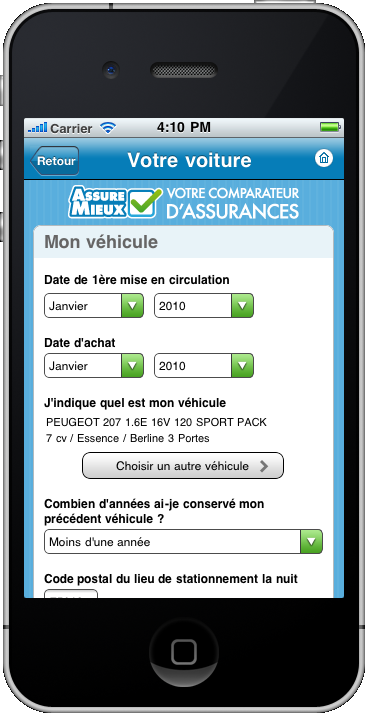 Carrier
4:10 PM
Retour
Votre voiture
ASSURE MIEUX
VOTRE COMPARATEUR
D'ASSURANCES
Mon véhicule
Date de 1ère mise en circulation
Janvier 2010
Date d'achat
Janvier 2010
J'indique quel est mon véhicule
PEUGEOT 207 1.6E 16V 120 SPORT PACK
7 cv / Essence / Berline 3 Portes
Choisir un autre véhicule
Combien d'années ai-je conservé mon
précédent véhicule ?
Moins d'une année
Code postal du lieu de stationnement la nuit